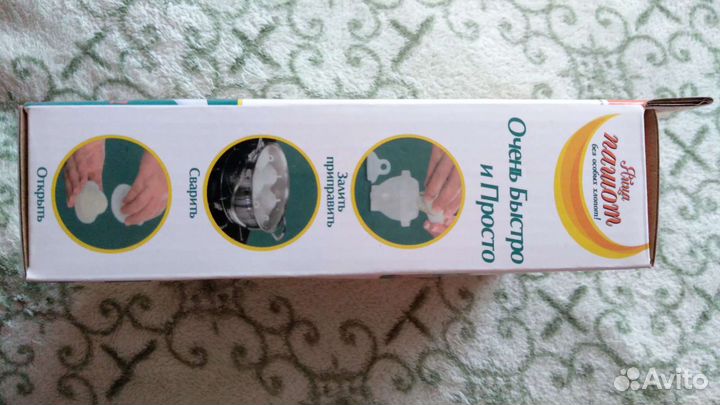 Яйца
пашот
без особых хлопот!
Очень Быстро
и Просто
Залить
приправить
Сварить
Открыть
Avito